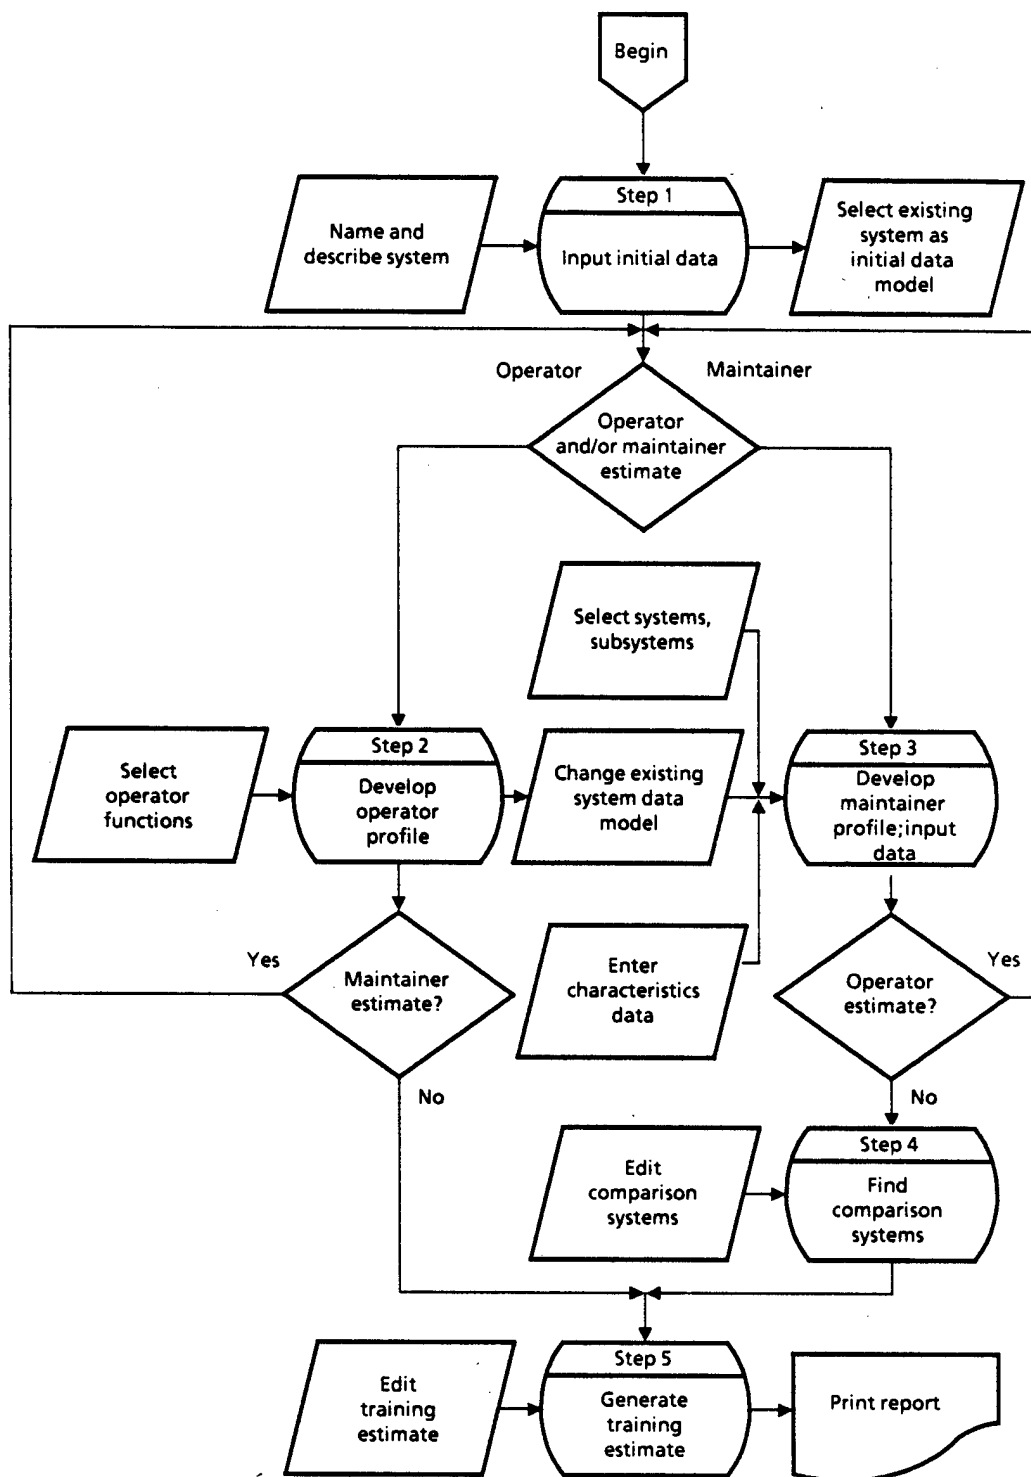 Begin
Step 1
Name and
describe system
Input initial data
Select existing
system as
initial data
model
Operator
Maintainer
Operator
and/or maintainer
estimate
Select systems,
subsystems
Step 2
Select
operator
functions
Develop
operator
profile
Change existing
system data
model
Step 3
Develop
maintainer
profile;input
data
Yes
Maintainer
estimate?
No
Enter
characteristics
data
Operator
estimate?
Yes
No
Edit
comparison
systems
Step 4
Find
comparison
systems
Edit
training
estimate
Step 5
Generate
training
estimate
Print report